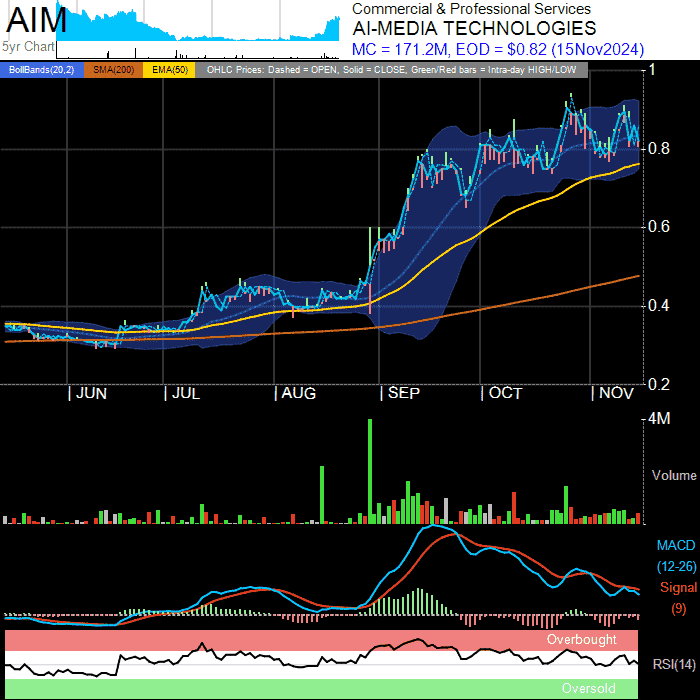 AIM
5yr Chart
Commercial & Professional Services
AI-MEDIA TECHNOLOGIES
MC = 171.2M, EOD = $0.82 (15Nov2024)
BollBands(20,2) SMA(200) EMA(50) OHLC Prices: Dashed = OPEN, Solid = CLOSE, Green/Red bars = Intra-day HIGH/LOW
1
0.8
0.6
0.4
0.2
JUN JUL AUG SEP OCT NOV
4M
Volume
MACD
(12-26)
Signal
(9)
Overbought
RSI(14)
Oversold